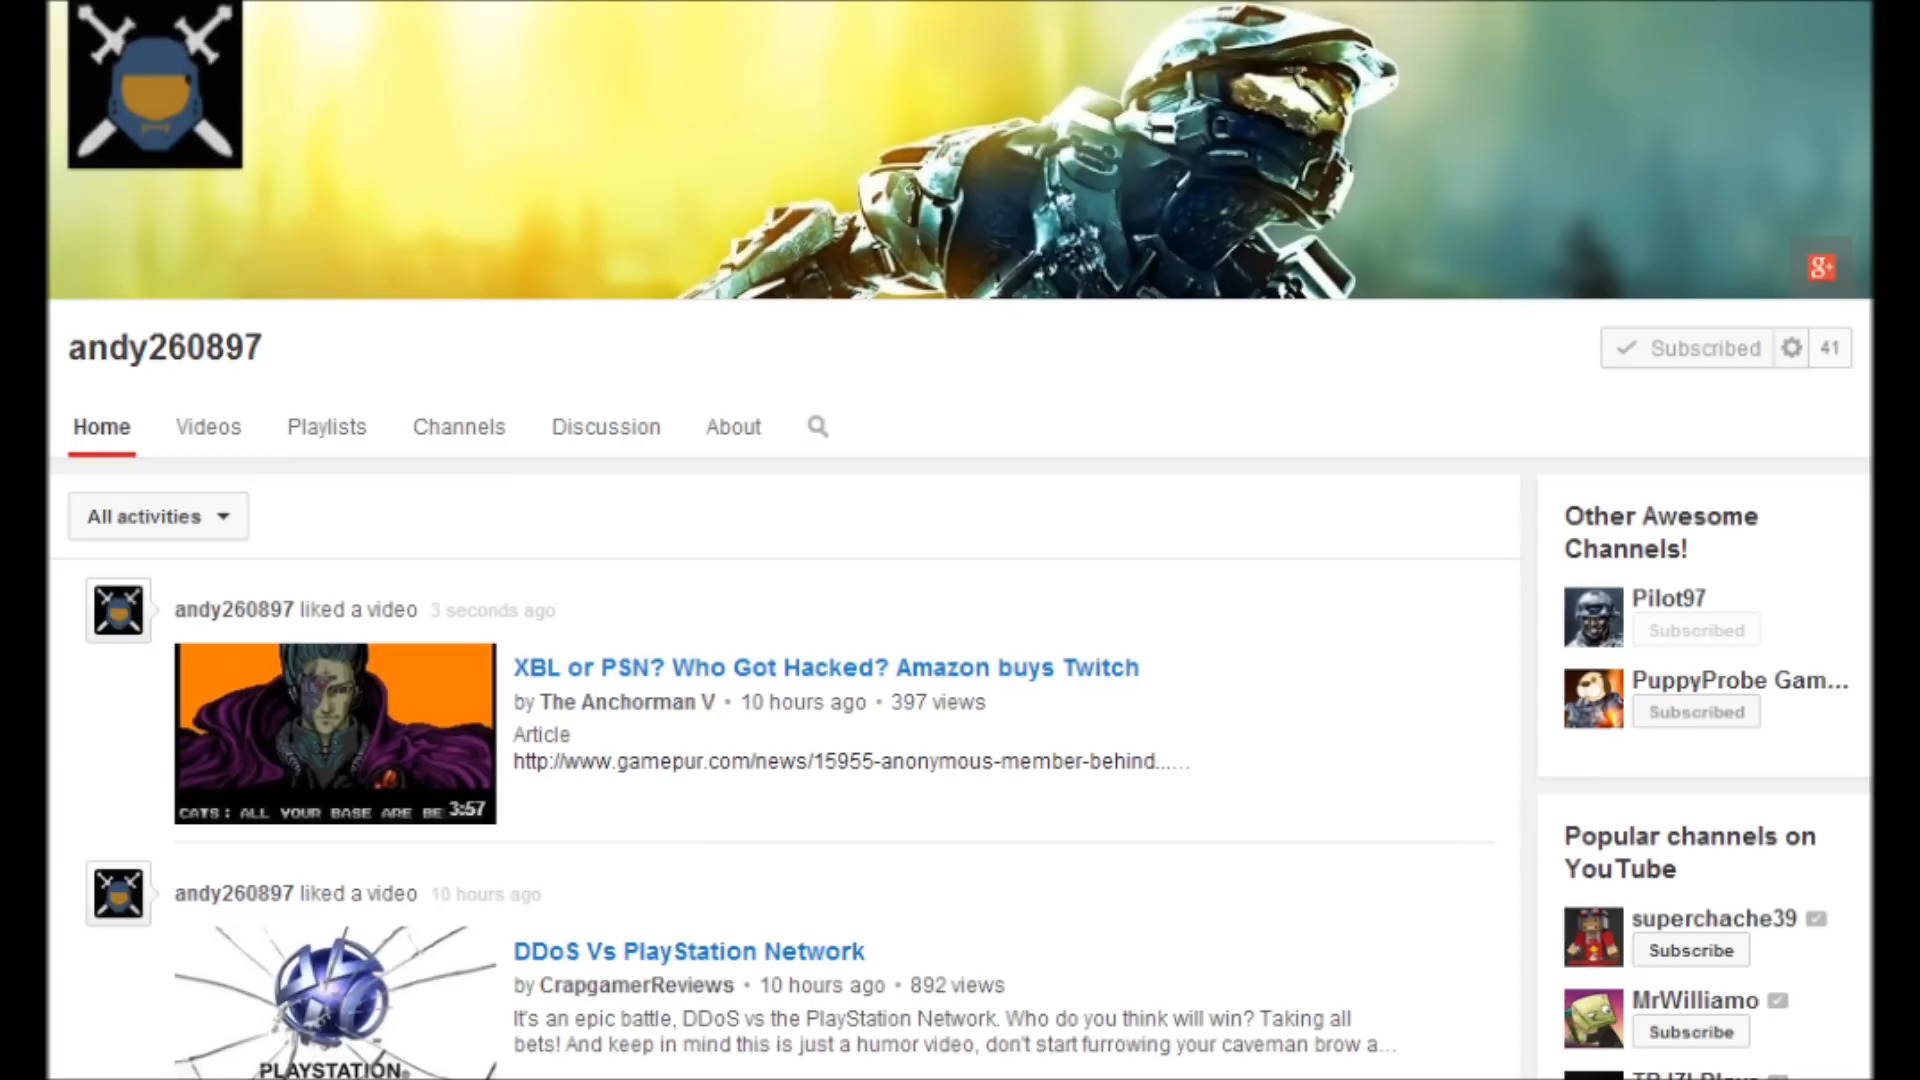 g+
andy260897
Subscribed 41
Home Videos Playlists Channels Discussion About
All activities
andy260897 liked a video 3 seconds ago
XBL or PSN? Who Got Hacked? Amazon buys Twitch
by The Anchorman V • 10 hours ago • 397 views
Article
http://www.gamepur.com/news/15955-anonymous-member-behind......
CATS: ALL YOUR BASE ARE BE 3:57
andy260897 liked a video 10 hours ago
DDoS Vs PlayStation Network
by CrapgamerReviews • 10 hours ago • 892 views
It's an epic battle, DDoS vs the PlayStation Network. Who do you think will win? Taking all
bets! And keep in mind this is just a humor video, don't start furrowing your caveman brow a...
PLAYSTATION®
Other Awesome
Channels!
Pilot97
Subscribed
PuppyProbe Gam...
Subscribed
Popular channels on
YouTube
superchache39
Subscribe
MrWilliamo
Subscribe